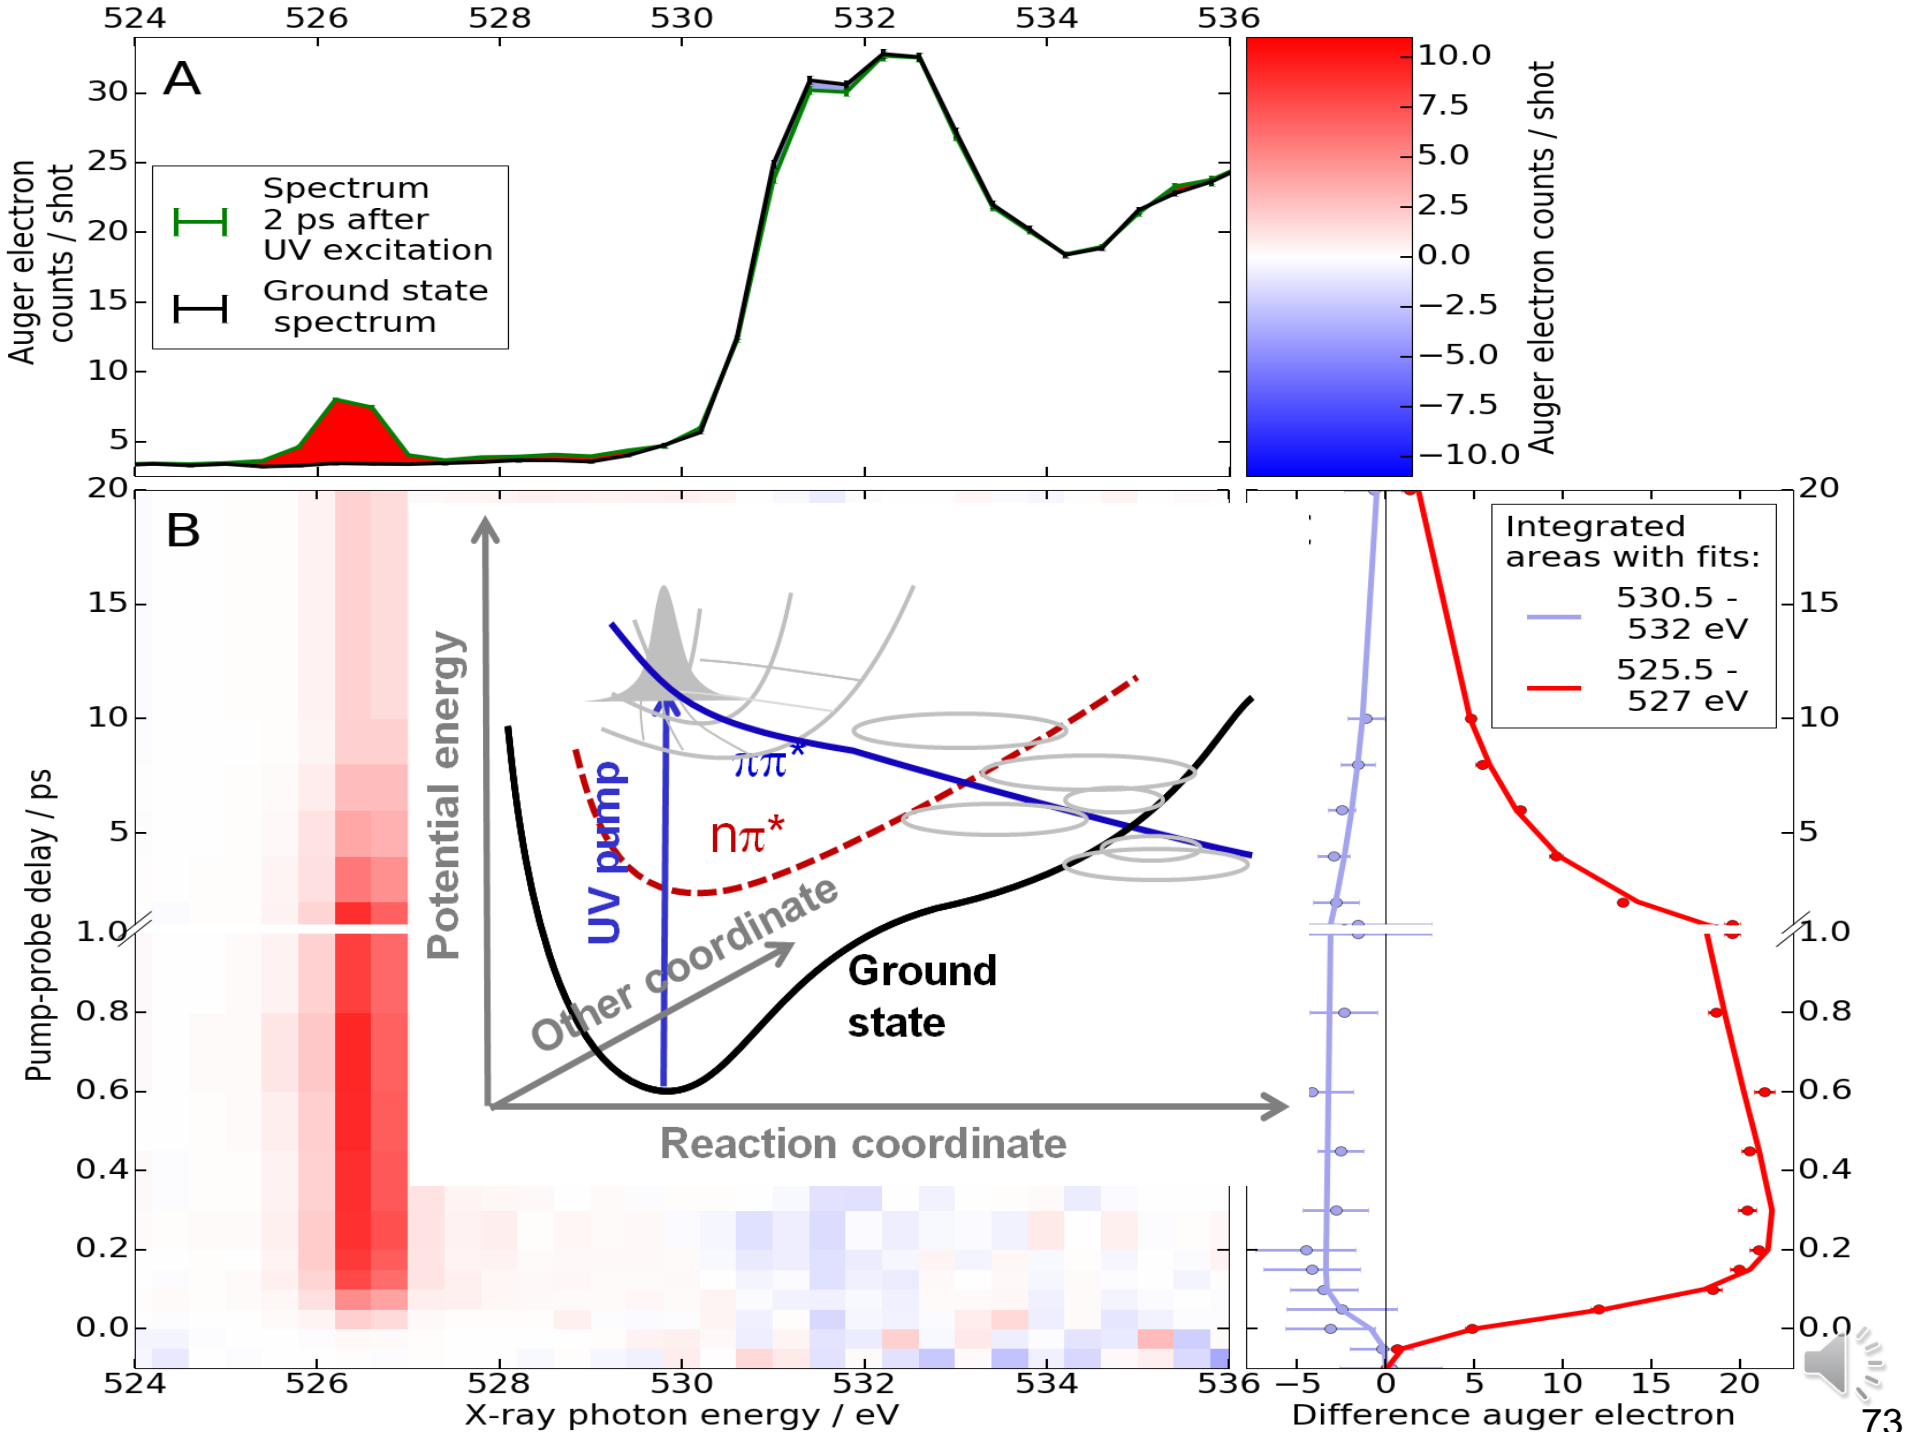 524 526 528 530 532 534 536
A
30
25
20
15
10
5
Auger electron
counts / shot
Spectrum
2 ps after
UV excitation
Ground state
spectrum
10.0
7.5
5.0
2.5
0.0
−2.5
−5.0
−7.5
−10.0
Auger electron counts / shot
B
20
15
10
5
1.0
0.8
0.6
0.4
0.2
0.0
Pump-probe delay / ps
Potential energy
UV pump
ππ*
nπ*
Other coordinate
Ground
state
Reaction coordinate
524 526 528 530 532 534 536
X-ray photon energy / eV
Integrated
areas with fits:
530.5 -
532 eV
525.5 -
527 eV
20
15
10
5
1.0
0.8
0.6
0.4
0.2
0.0
−5 0 5 10 15 20
Difference auger electron
73